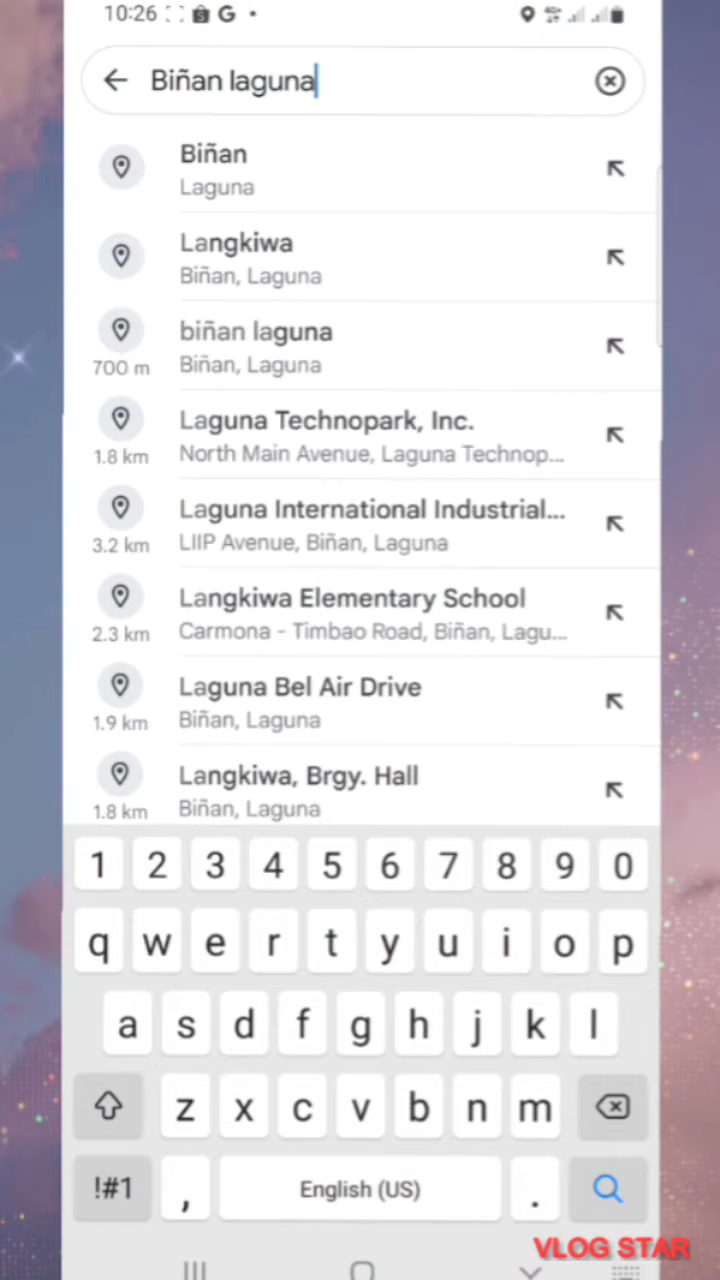 10:26
Biñan laguna
Biñan
Laguna
Langkiwa
Biñan, Laguna
biñan laguna
700 m
Biñan, Laguna
Laguna Technopark, Inc.
1.8 km
North Main Avenue, Laguna Technop...
Laguna International Industrial...
3.2 km
LIIP Avenue, Biñan, Laguna
Langkiwa Elementary School
2.3 km
Carmona - Timbao Road, Biñan, Lagu...
Laguna Bel Air Drive
1.9 km
Biñan, Laguna
Langkiwa, Brgy. Hall
1.8 km
Biñan, Laguna
1 2 3 4 5 6 7 8 9 0
q w e r t y u i o p
a s d f g h j k l
z x c v b n m
!#1 , English (US) .
VLOG STAR